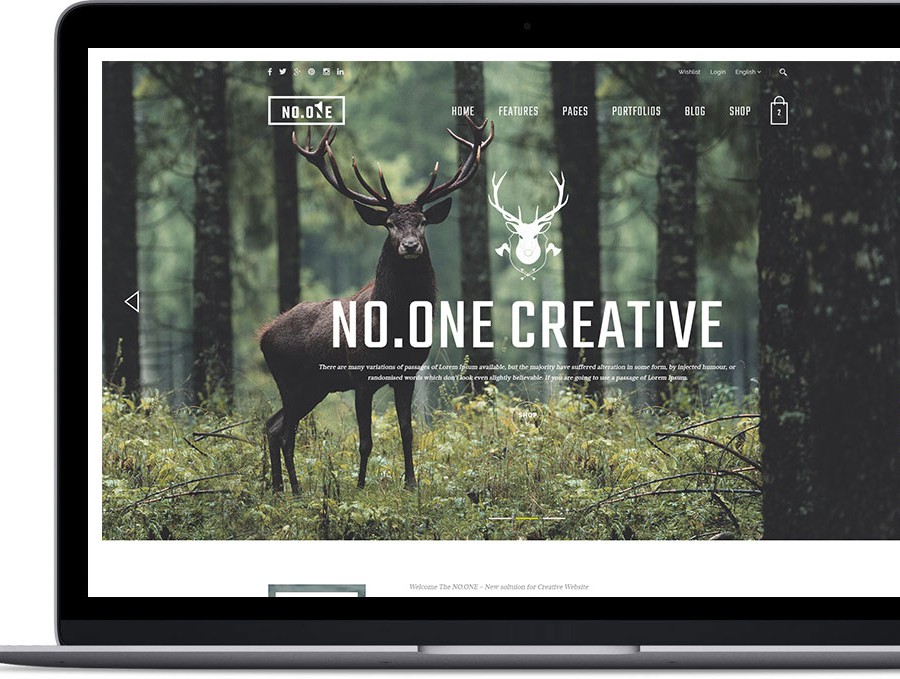 Wishlist Login English
NO.ONE
HOME FEATURES PAGES PORTFOLIOS BLOG SHOP 2
NO.ONE CREATIVE
There are many variations of passages of Lorem Ipsum available, but the majority have suffered alteration in some form, by injected humour, or
randomised words which don't look even slightly believable. If you are going to use a passage of Lorem Ipsum.
SHOP
Welcome The NO.ONE – New soltution for Creative Website